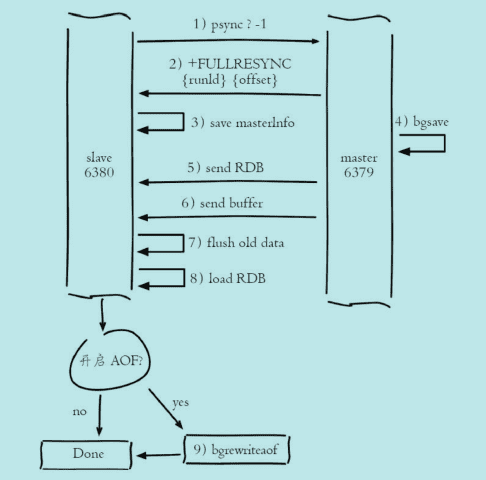 1) psync ? -1
2) +FULLRESYNC
{runId} {offset}
3) save masterInfo
4) bgsave
slave
6380
master
6379
5) send RDB
6) send buffer
7) flush old data
8) load RDB
开启 AOF?
no
yes
Done
9) bgrewriteaof